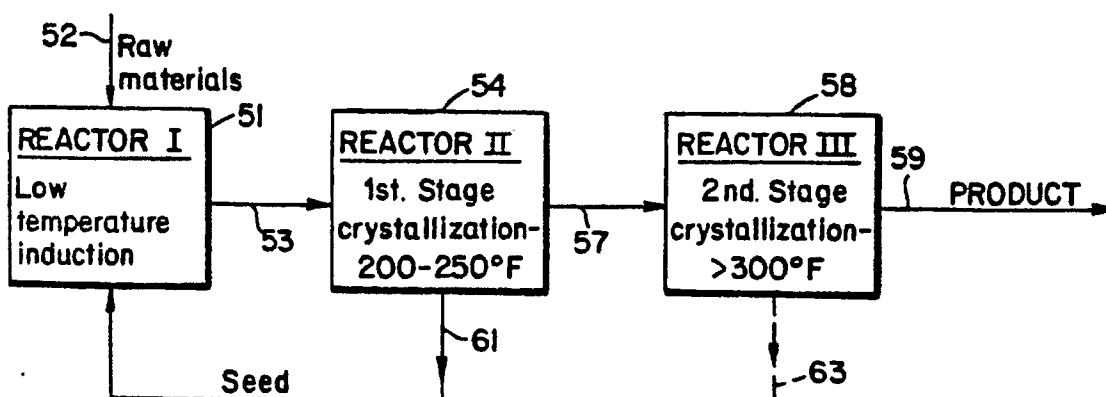 52
Raw
materials
51
REACTOR I
Low
temperature
induction
53
54
REACTOR II
1st. Stage
crystallization-
200-250°F
57
58
REACTOR III
2nd. Stage
crystallization-
>300°F
59
PRODUCT
61
63
Seed